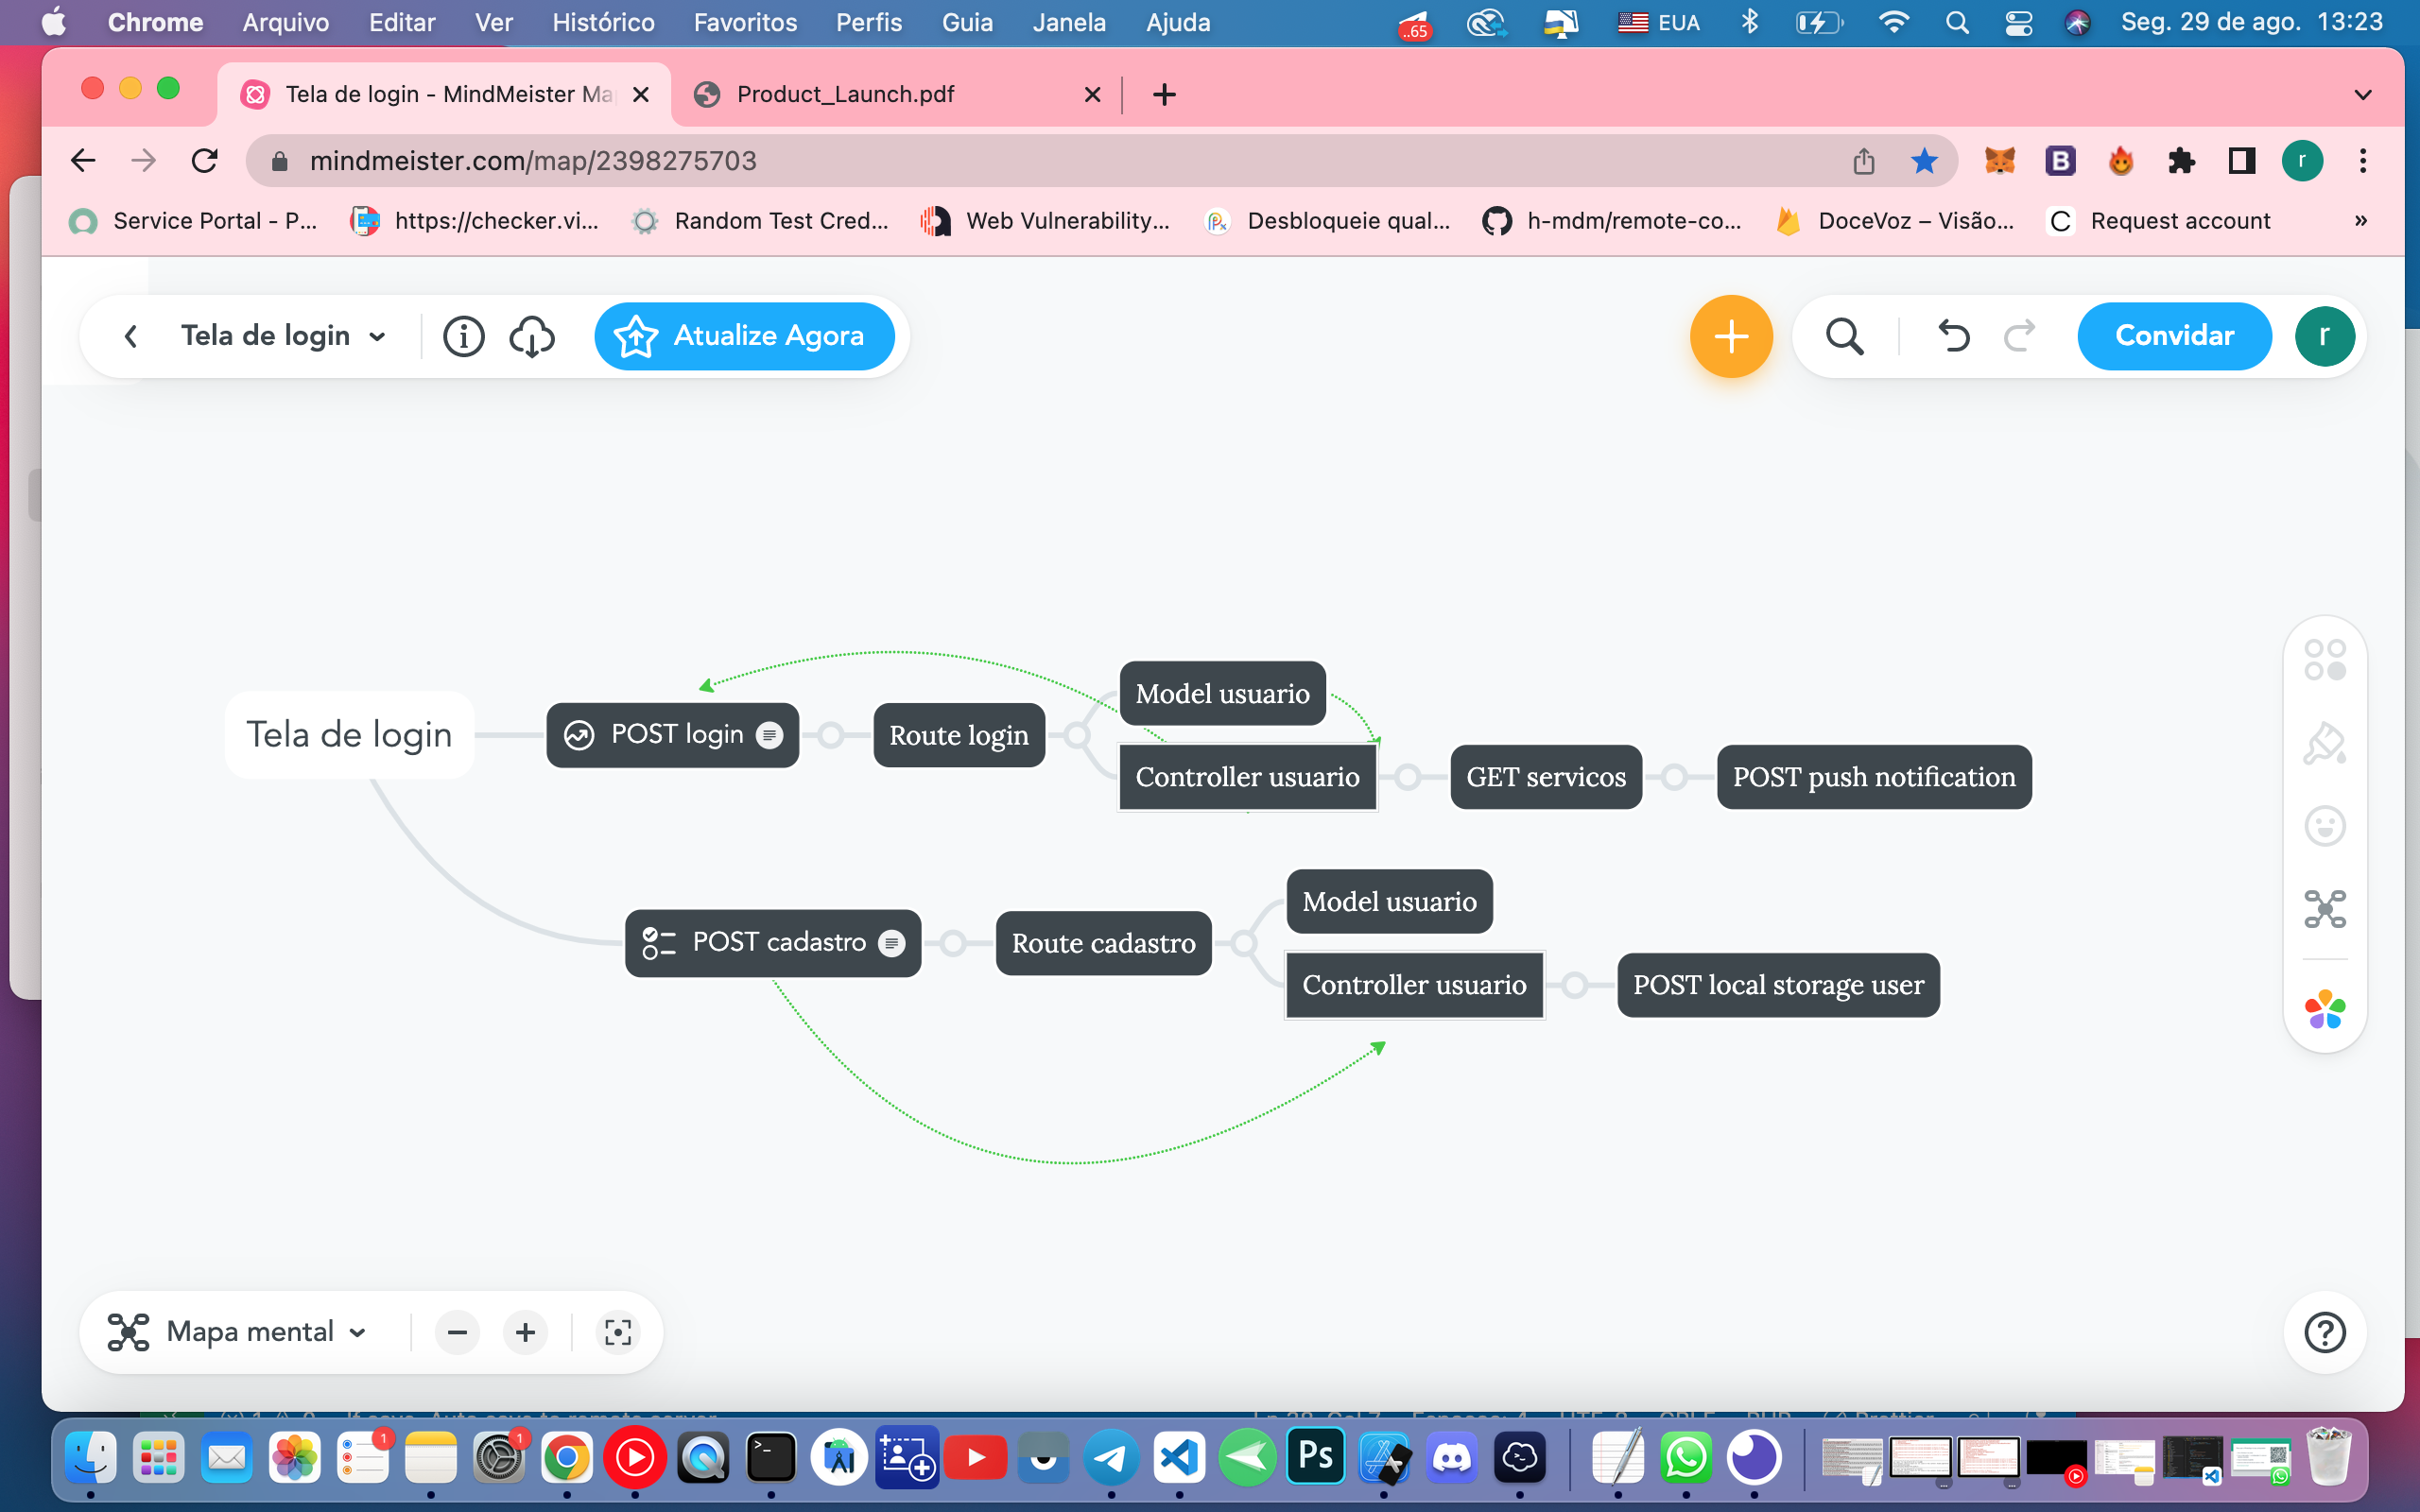 Chrome Arquivo Editar Ver Histórico Favoritos Perfis Guia Janela Ajuda ..65 EUA Seg. 29 de ago. 13:23
Tela de login - MindMeister Ma Product_Launch.pdf
mindmeister.com/map/2398275703 B r
Service Portal - P... https://checker.vi... Random Test Cred... Web Vulnerability... Desbloqueie qual... h-mdm/remote-co... DoceVoz – Visão... C Request account »
Tela de login Atualize Agora Convidar r
Model usuario
Tela de login POST login Route login
Controller usuario GET servicos POST push notification
Model usuario
POST cadastro Route cadastro
Controller usuario POST local storage user
Mapa mental
1 1 Ps